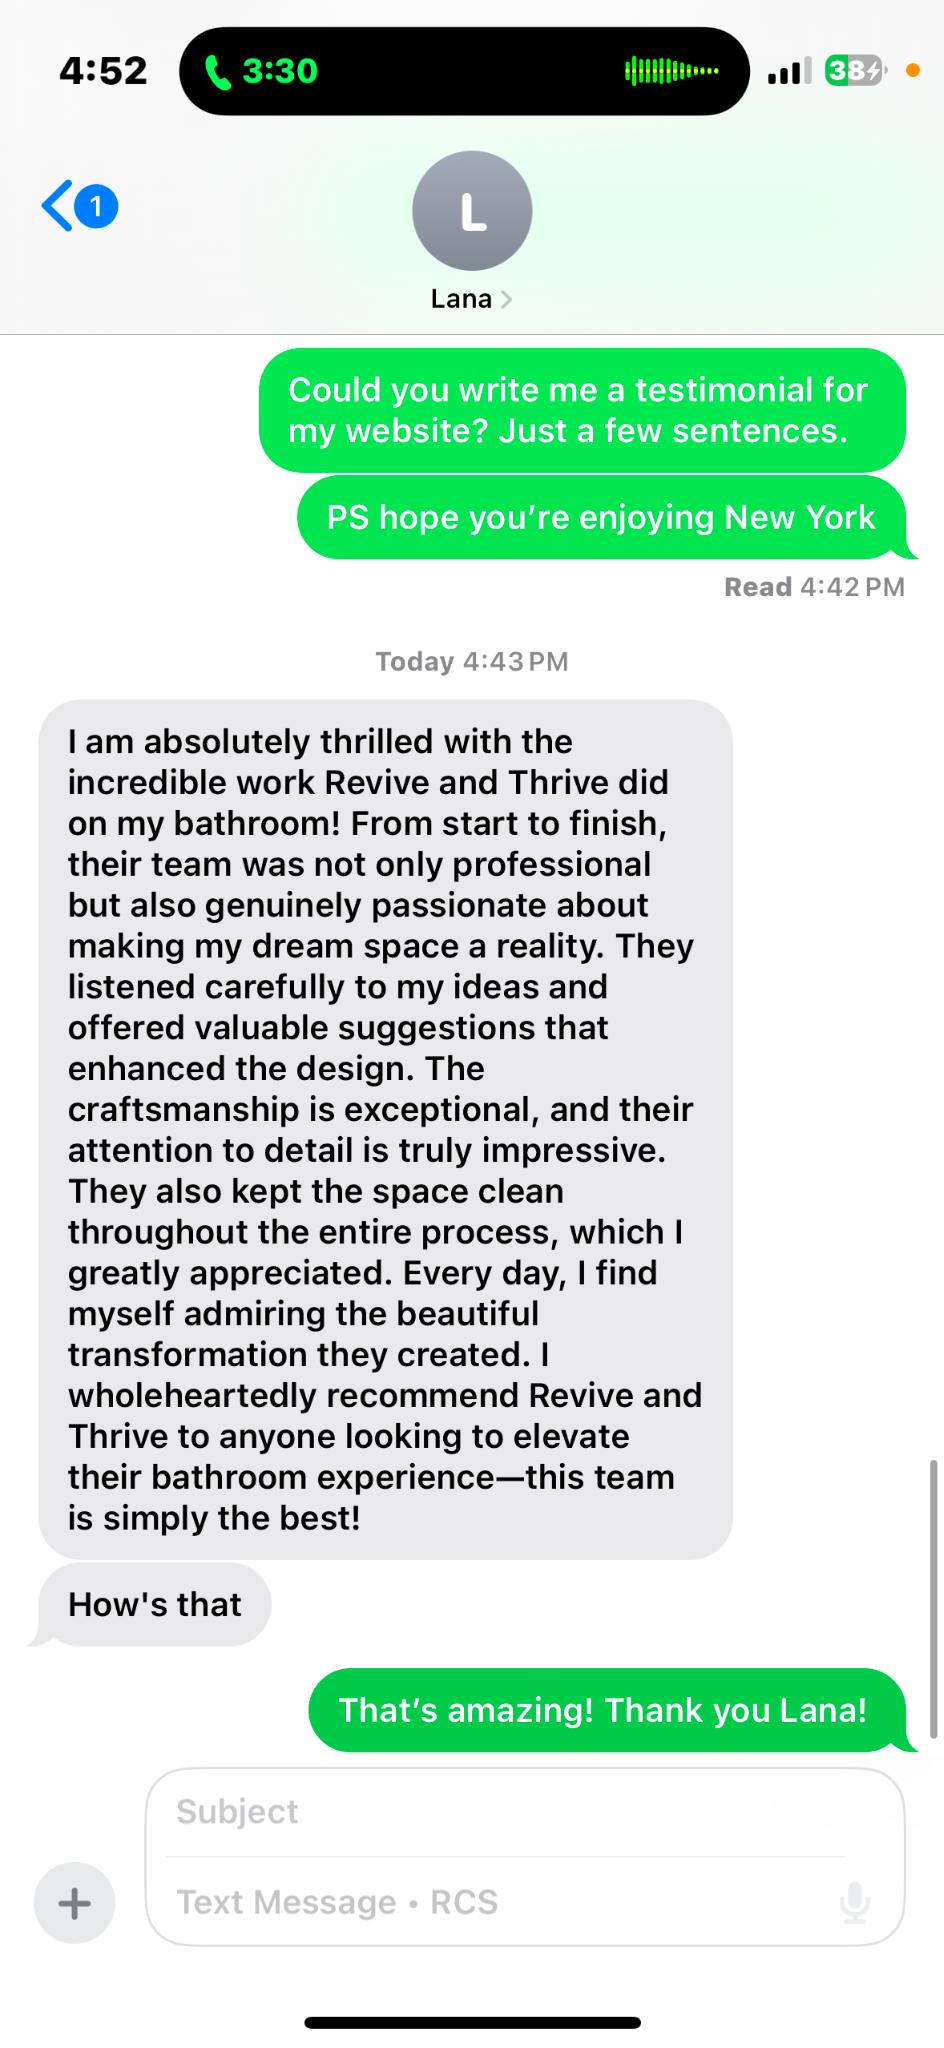 4:52 3:30 38
1
L
Lana
Could you write me a testimonial for
my website? Just a few sentences.
PS hope you’re enjoying New York
Read 4:42 PM
Today 4:43 PM
I am absolutely thrilled with the
incredible work Revive and Thrive did
on my bathroom! From start to finish,
their team was not only professional
but also genuinely passionate about
making my dream space a reality. They
listened carefully to my ideas and
offered valuable suggestions that
enhanced the design. The
craftsmanship is exceptional, and their
attention to detail is truly impressive.
They also kept the space clean
throughout the entire process, which I
greatly appreciated. Every day, I find
myself admiring the beautiful
transformation they created. I
wholeheartedly recommend Revive and
Thrive to anyone looking to elevate
their bathroom experience—this team
is simply the best!
How's that
That’s amazing! Thank you Lana!
Subject
Text Message • RCS